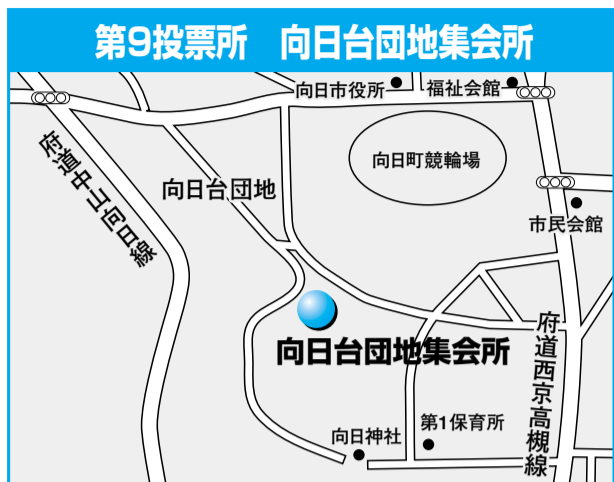 第9投票所　向日台団地集会所
向日市役所
福祉会館
向日町競輪場
府道中山向日線
向日台団地
市民会館
向日台団地集会所
府道西京高槻線
第1保育所
向日神社